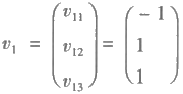 v₁ = (v₁₁ v₁₂ v₁₃) = (-1 1 1)